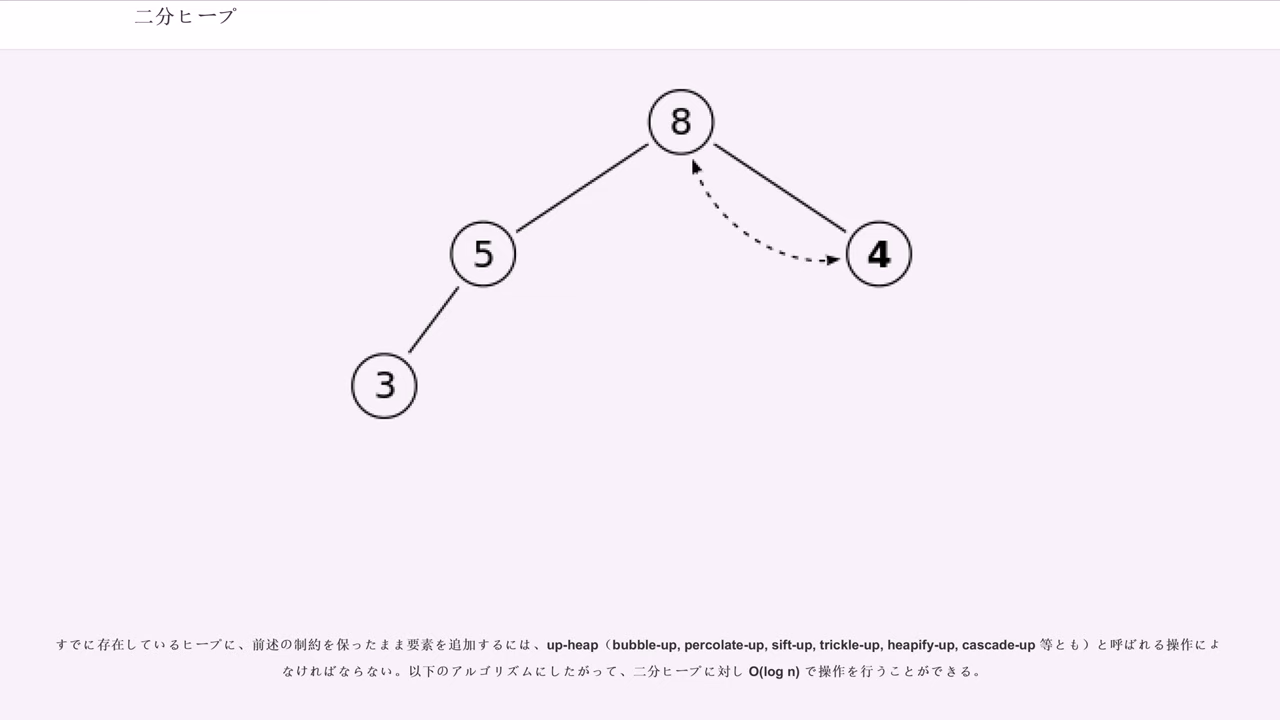 二分ヒープ
8
5
4
3
すでに存在しているヒープに、前述の制約を保ったまま要素を追加するには、up-heap（bubble-up, percolate-up, sift-up, trickle-up, heapify-up, cascade-up 等とも）と呼ばれる操作によ
なければならない。以下のアルゴリズムにしたがって、二分ヒープに対し O(log n) で操作を行うことができる。